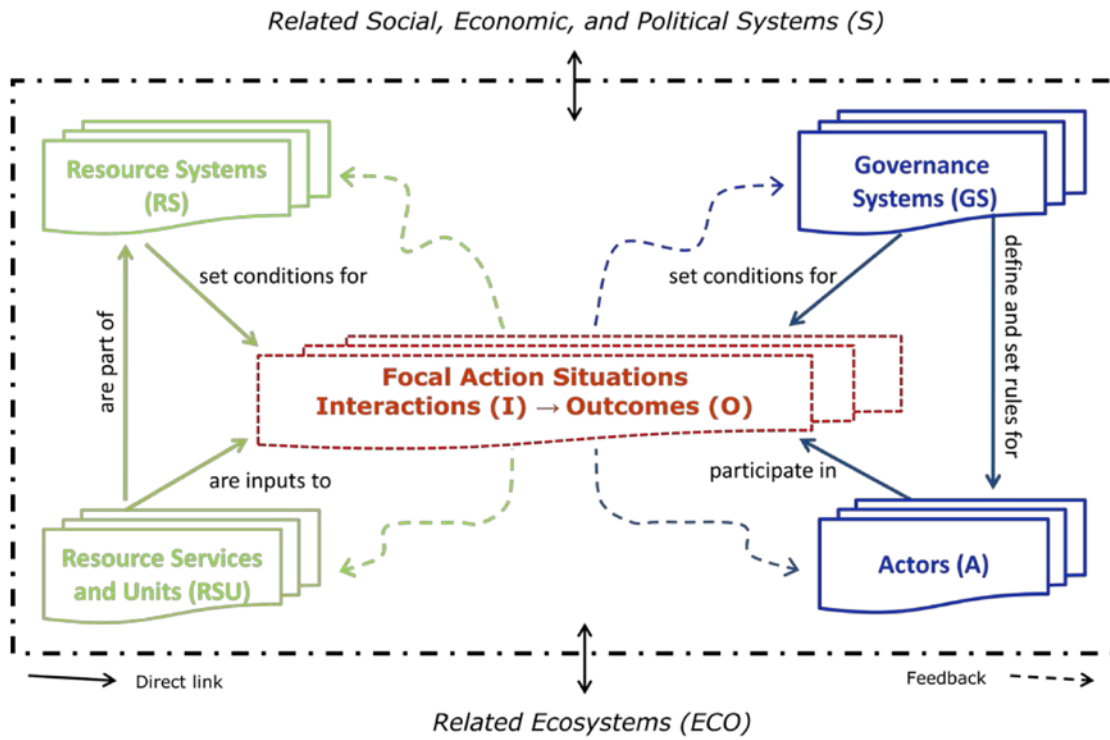 Related Social, Economic, and Political Systems (S)
Resource Systems
(RS)
Governance
Systems (GS)
set conditions for
set conditions for
are part of
define and set rules for
Focal Action Situations
Interactions (I) → Outcomes (O)
are inputs to
participate in
Resource Services
and Units (RSU)
Actors (A)
Direct link
Feedback
Related Ecosystems (ECO)